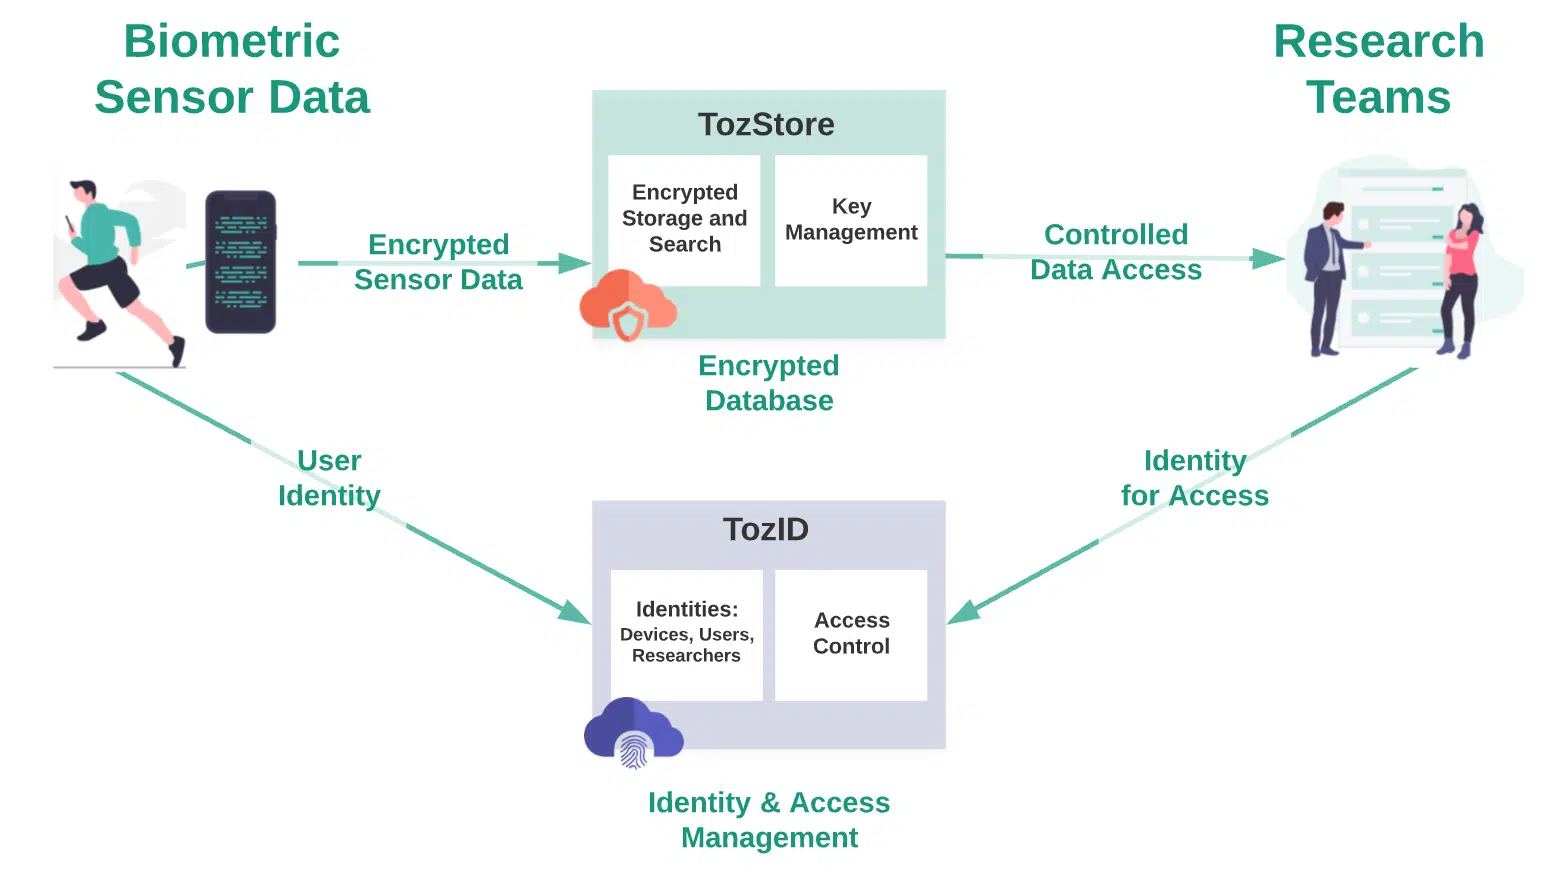 Biometric
Sensor Data
Research
Teams
TozStore
Encrypted
Storage and
Search
Key
Management
Encrypted
Sensor Data
Controlled
Data Access
Encrypted
Database
User
Identity
Identity
for Access
TozID
Identities:
Devices, Users,
Researchers
Access
Control
Identity & Access
Management